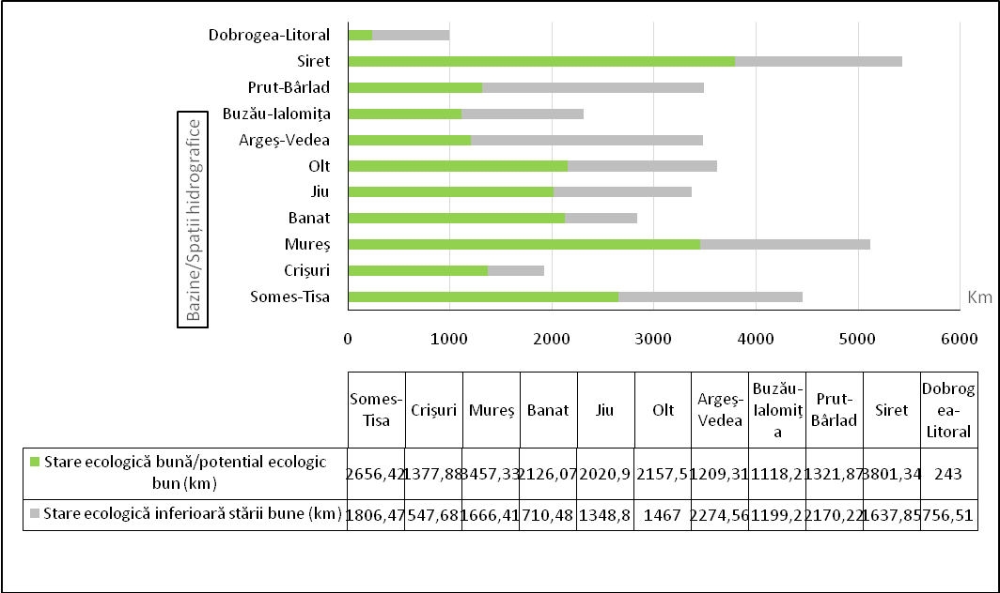 Dobrogea-Litoral
Siret
Prut-Bârlad
Buzău-Ialomița
Argeș-Vedea
Olt
Jiu
Banat
Mureș
Crișuri
Somes-Tisa
Bazine/Spații hidrografice
Km
0 1000 2000 3000 4000 5000 6000
Somes-
Tisa
Crișuri
Mureș
Banat
Jiu
Olt
Argeș-
Vedea
Buzău-
Ialomiț
a
Prut-
Bârlad
Siret
Dobrog
ea-
Litoral
Stare ecologică bună/potential ecologic
bun (km)
2656,42 1377,88 3457,33 2126,07 2020,9 2157,5 1209,31 1118,2 1321,87 3801,34 243
Stare ecologică inferioară stării bune (km)
1806,47 547,68 1666,41 710,48 1348,8 1467 2274,56 1199,2 2170,22 1637,85 756,51